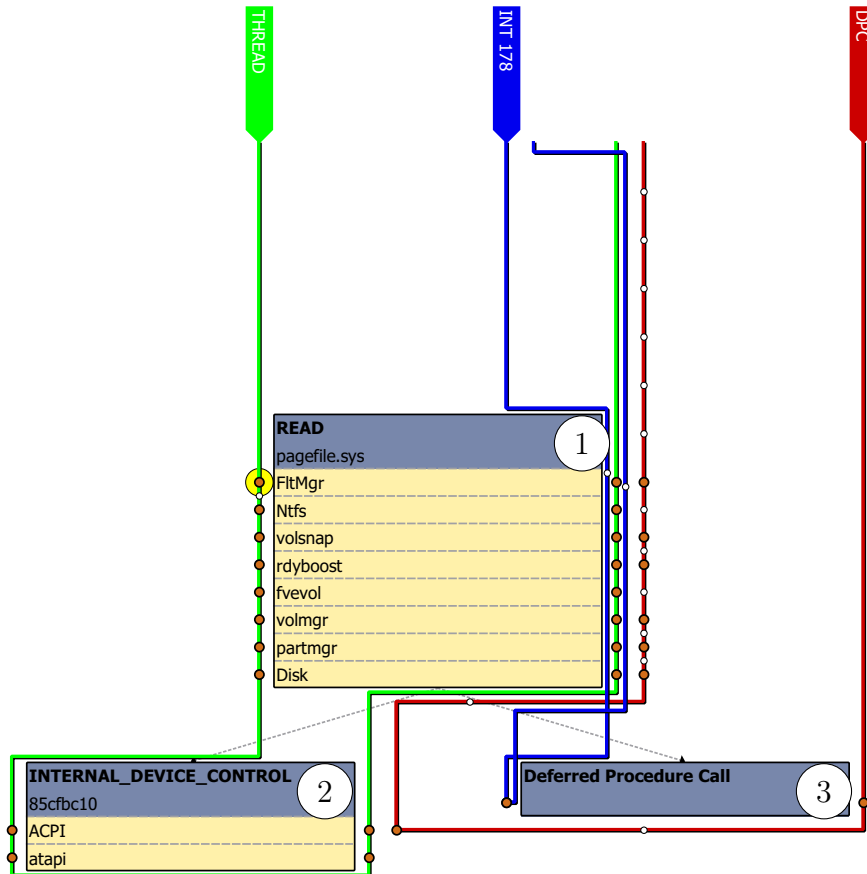 THREAD
INT 178
DPC
READ
1
pagefile.sys
FltMgr
Ntfs
volsnap
rdyboost
fvevol
volmgr
partmgr
Disk
INTERNAL_DEVICE_CONTROL
2
85cfbc10
ACPI
atapi
Deferred Procedure Call
3